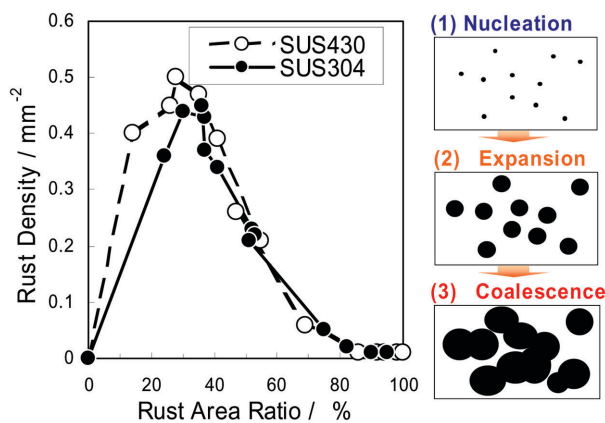 SUS430
SUS304
Rust Density / mm-2
0.6
0.5
0.4
0.3
0.2
0.1
0
0 20 40 60 80 100
Rust Area Ratio / %
(1) Nucleation
(2) Expansion
(3) Coalescence